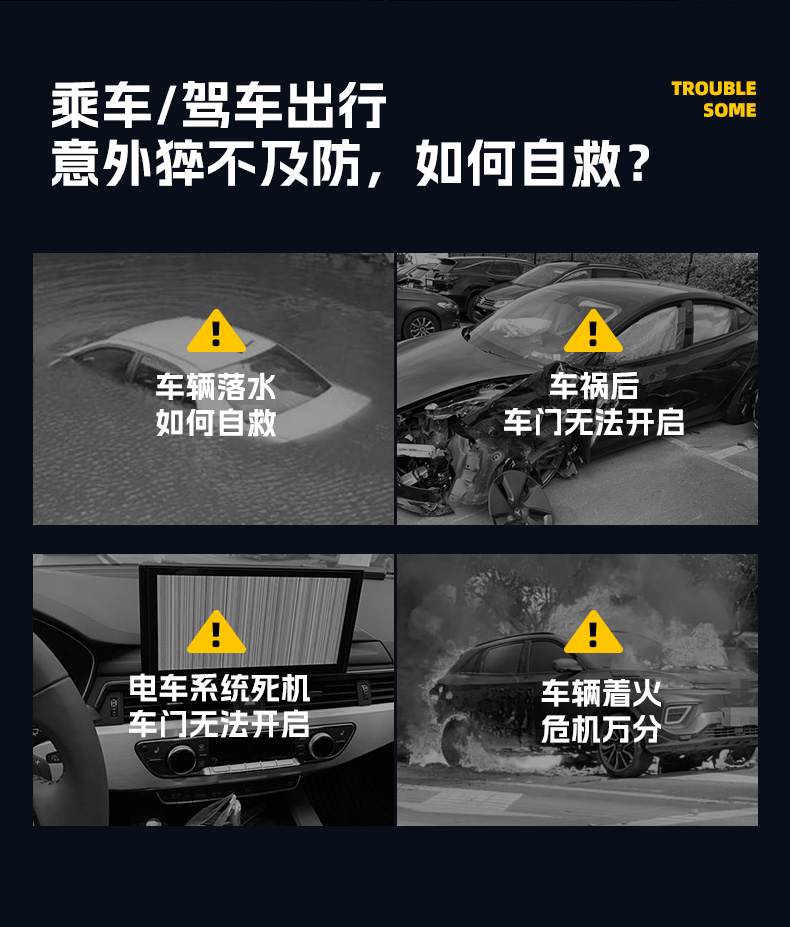 乘车/驾车出行
意外猝不及防，如何自救？
TROUBLE
SOME
车辆落水
如何自救
车祸后
车门无法开启
电车系统死机
车门无法开启
车辆着火
危机万分